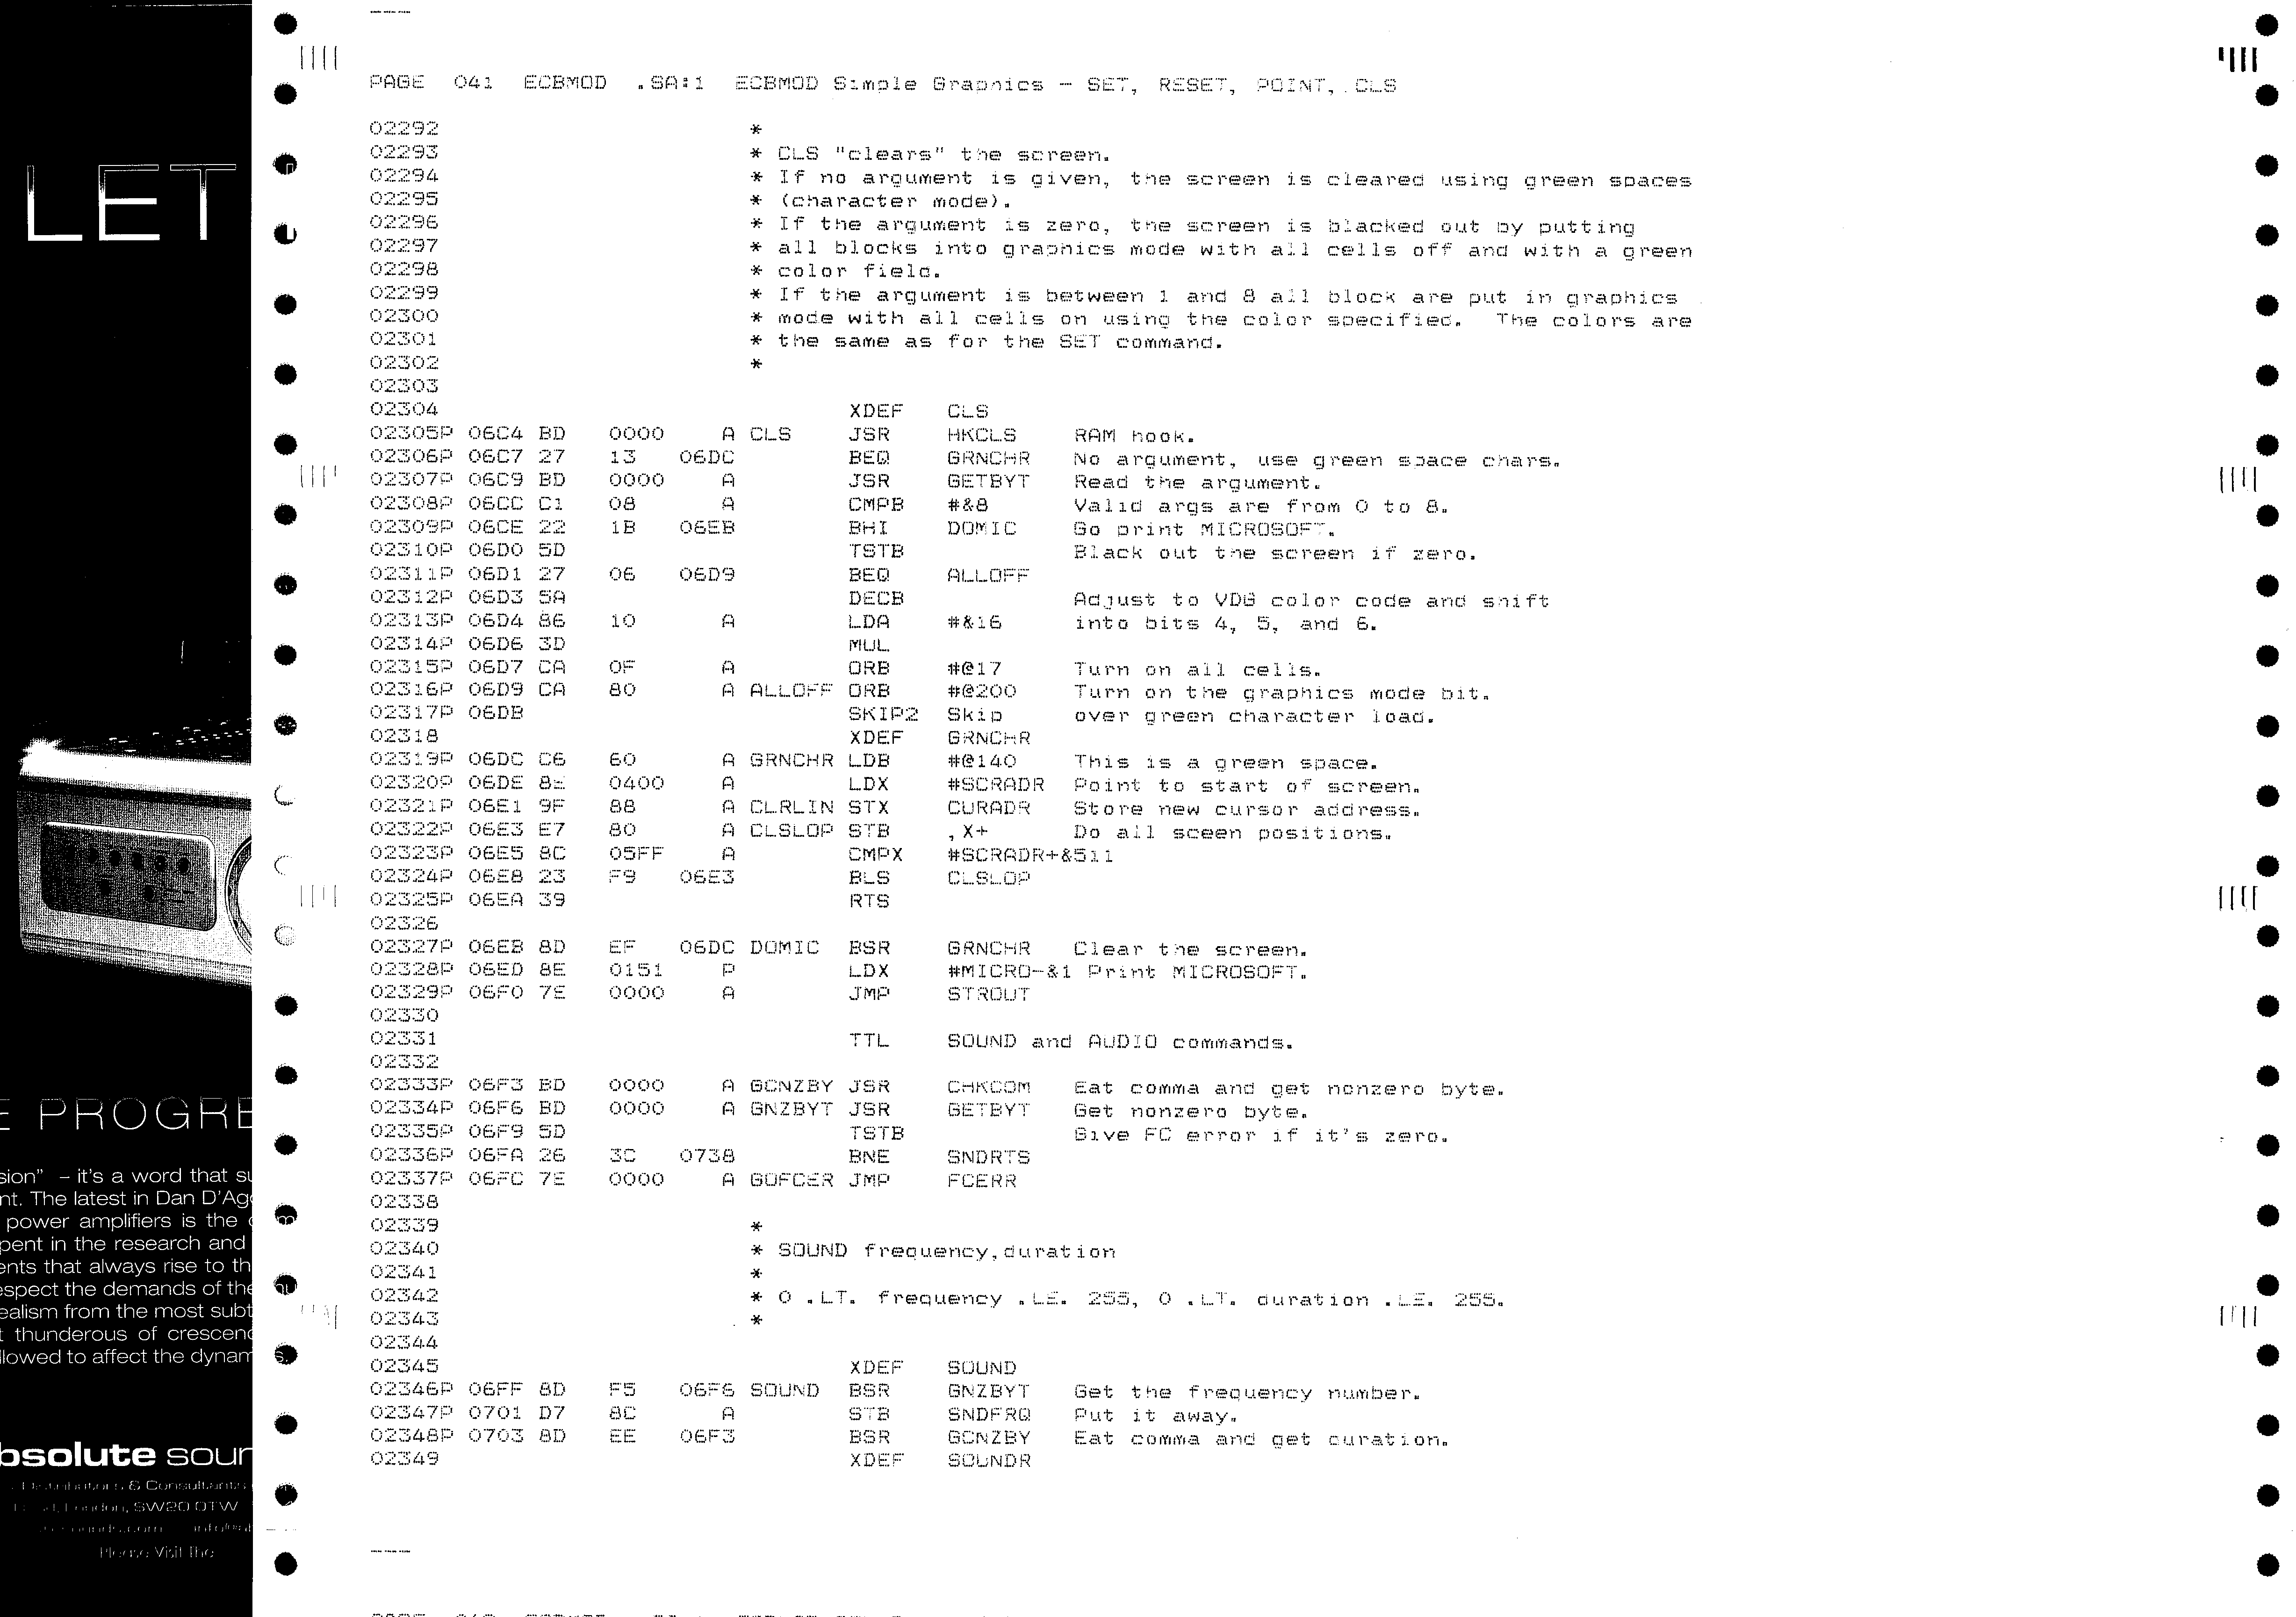 PAGE 041 ECBMOD .SA:1 ECBMOD Simple Graphics - SET, RESET, POINT, CLS
02292 *
02293 * CLS "clears" the screen.
02294 * If no argument is given, the screen is cleared using green spaces
02295 * (character mode).
02296 * If the argument is zero, the screen is blacked out by putting
02297 * all blocks into graphics mode with all cells off and with a green
02298 * color field.
02299 * If the argument is between 1 and 8 all block are put in graphics
02300 * mode with all cells on using the color specified. The colors are
02301 * the same as for the SET command.
02302 *
02303
02304 XDEF CLS
02305P 06C4 BD 0000 A CLS JSR HKCLS RAM hook.
02306P 06C7 27 13 06DC BEQ GRNCHR No argument, use green space chars.
02307P 06C9 BD 0000 A JSR GETBYT Read the argument.
02308P 06CC C1 08 A CMPB #&8 Valid args are from 0 to 8.
02309P 06CE 22 1B 06EB BHI DOMIC Go print MICROSOFT.
02310P 06D0 5D TSTB Black out the screen if zero.
02311P 06D1 27 06 06D9 BEQ ALLOFF
02312P 06D3 5A DECB Adjust to VDG color code and shift
02313P 06D4 86 10 A LDA #&16 into bits 4, 5, and 6.
02314P 06D6 3D MUL
02315P 06D7 CA 0F A ORB #@17 Turn on all cells.
02316P 06D9 CA 80 A ALLOFF ORB #@200 Turn on the graphics mode bit.
02317P 06DB SKIP2 Skip over green character load.
02318 XDEF GRNCHR
02319P 06DC C6 60 A GRNCHR LDB #@140 This is a green space.
02320P 06DE 8E 0400 A LDX #SCRADR Point to start of screen.
02321P 06E1 9F 88 A CLRLIN STX CURADR Store new cursor address.
02322P 06E3 E7 80 A CLSLOP STB ,X+ Do all sceen positions.
02323P 06E5 8C 05FF A CMPX #SCRADR+&511
02324P 06E8 23 F9 06E3 BLS CLSLOP
02325P 06EA 39 RTS
02326
02327P 06EB 8D EF 06DC DOMIC BSR GRNCHR Clear the screen.
02328P 06ED 8E 0151 P LDX #MICRO-&1 Print MICROSOFT.
02329P 06F0 7E 0000 A JMP STROUT
02330
02331 TTL SOUND and AUDIO commands.
02332
02333P 06F3 BD 0000 A GCNZBY JSR CHKCOM Eat comma and get nonzero byte.
02334P 06F6 BD 0000 A GNZBYT JSR GETBYT Get nonzero byte.
02335P 06F9 5D TSTB Give FC error if it's zero.
02336P 06FA 26 3C 0738 BNE SNDRTS
02337P 06FC 7E 0000 A GOFCER JMP FCERR
02338
02339 *
02340 * SOUND frequency,duration
02341 *
02342 * 0 .LT. frequency .LE. 255, 0 .LT. duration .LE. 255.
02343 *
02344
02345 XDEF SOUND
02346P 06FF 8D F5 06F6 SOUND BSR GNZBYT Get the frequency number.
02347P 0701 D7 8C A STB SNDFRQ Put it away.
02348P 0703 8D EE 06F3 BSR GCNZBY Eat comma and get duration.
02349 XDEF SOUNDR
LET
E PROGRE
sion" – it's a word that su
nt. The latest in Dan D'Ag
power amplifiers is the
pent in the research and
ents that always rise to th
espect the demands of the
ealism from the most subt
t thunderous of crescen
llowed to affect the dynam
bsolute sour
& Consultants
London, SW20 0TW
Please Visit The